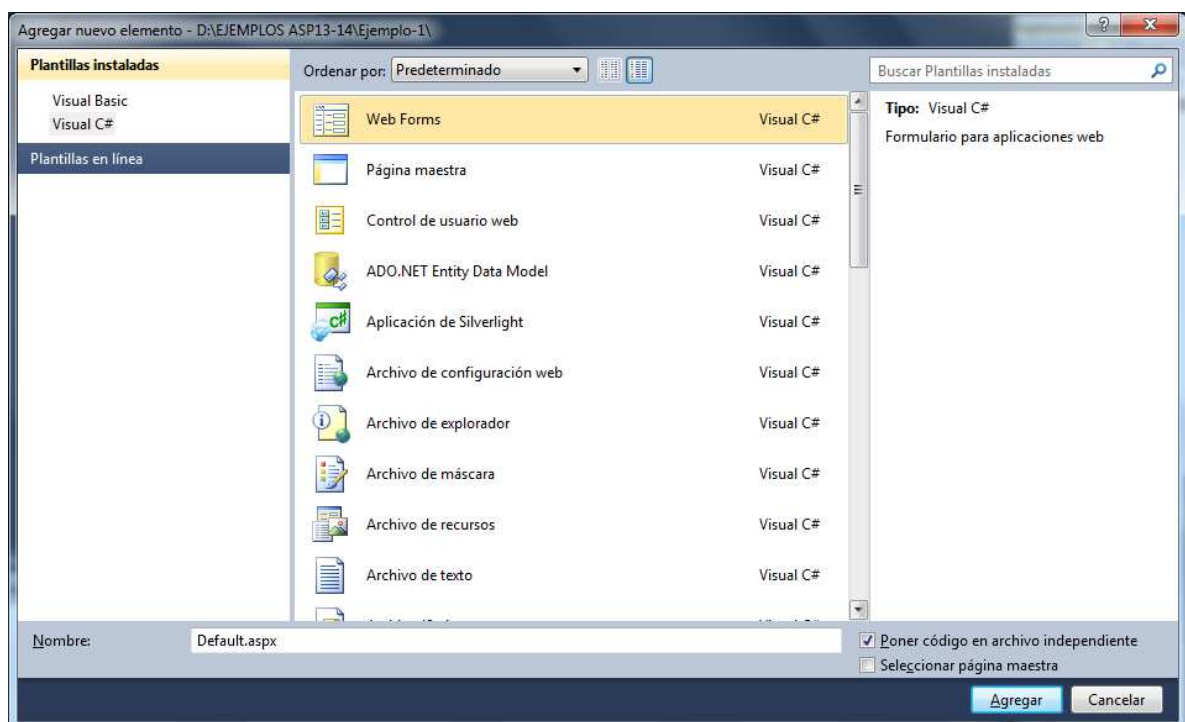 Agregar nuevo elemento - D:\EJEMPLOS ASP13-14\Ejemplo-1\
Plantillas instaladas
Visual Basic
Visual C#
Plantillas en línea
Ordenar por: Predeterminado
Buscar Plantillas instaladas
Web Forms Visual C#
Página maestra Visual C#
Control de usuario web Visual C#
ADO.NET Entity Data Model Visual C#
Aplicación de Silverlight Visual C#
Archivo de configuración web Visual C#
Archivo de explorador Visual C#
Archivo de máscara Visual C#
Archivo de recursos Visual C#
Archivo de texto Visual C#
Tipo: Visual C#
Formulario para aplicaciones web
Nombre: Default.aspx
Poner código en archivo independiente
Seleccionar página maestra
Agregar Cancelar